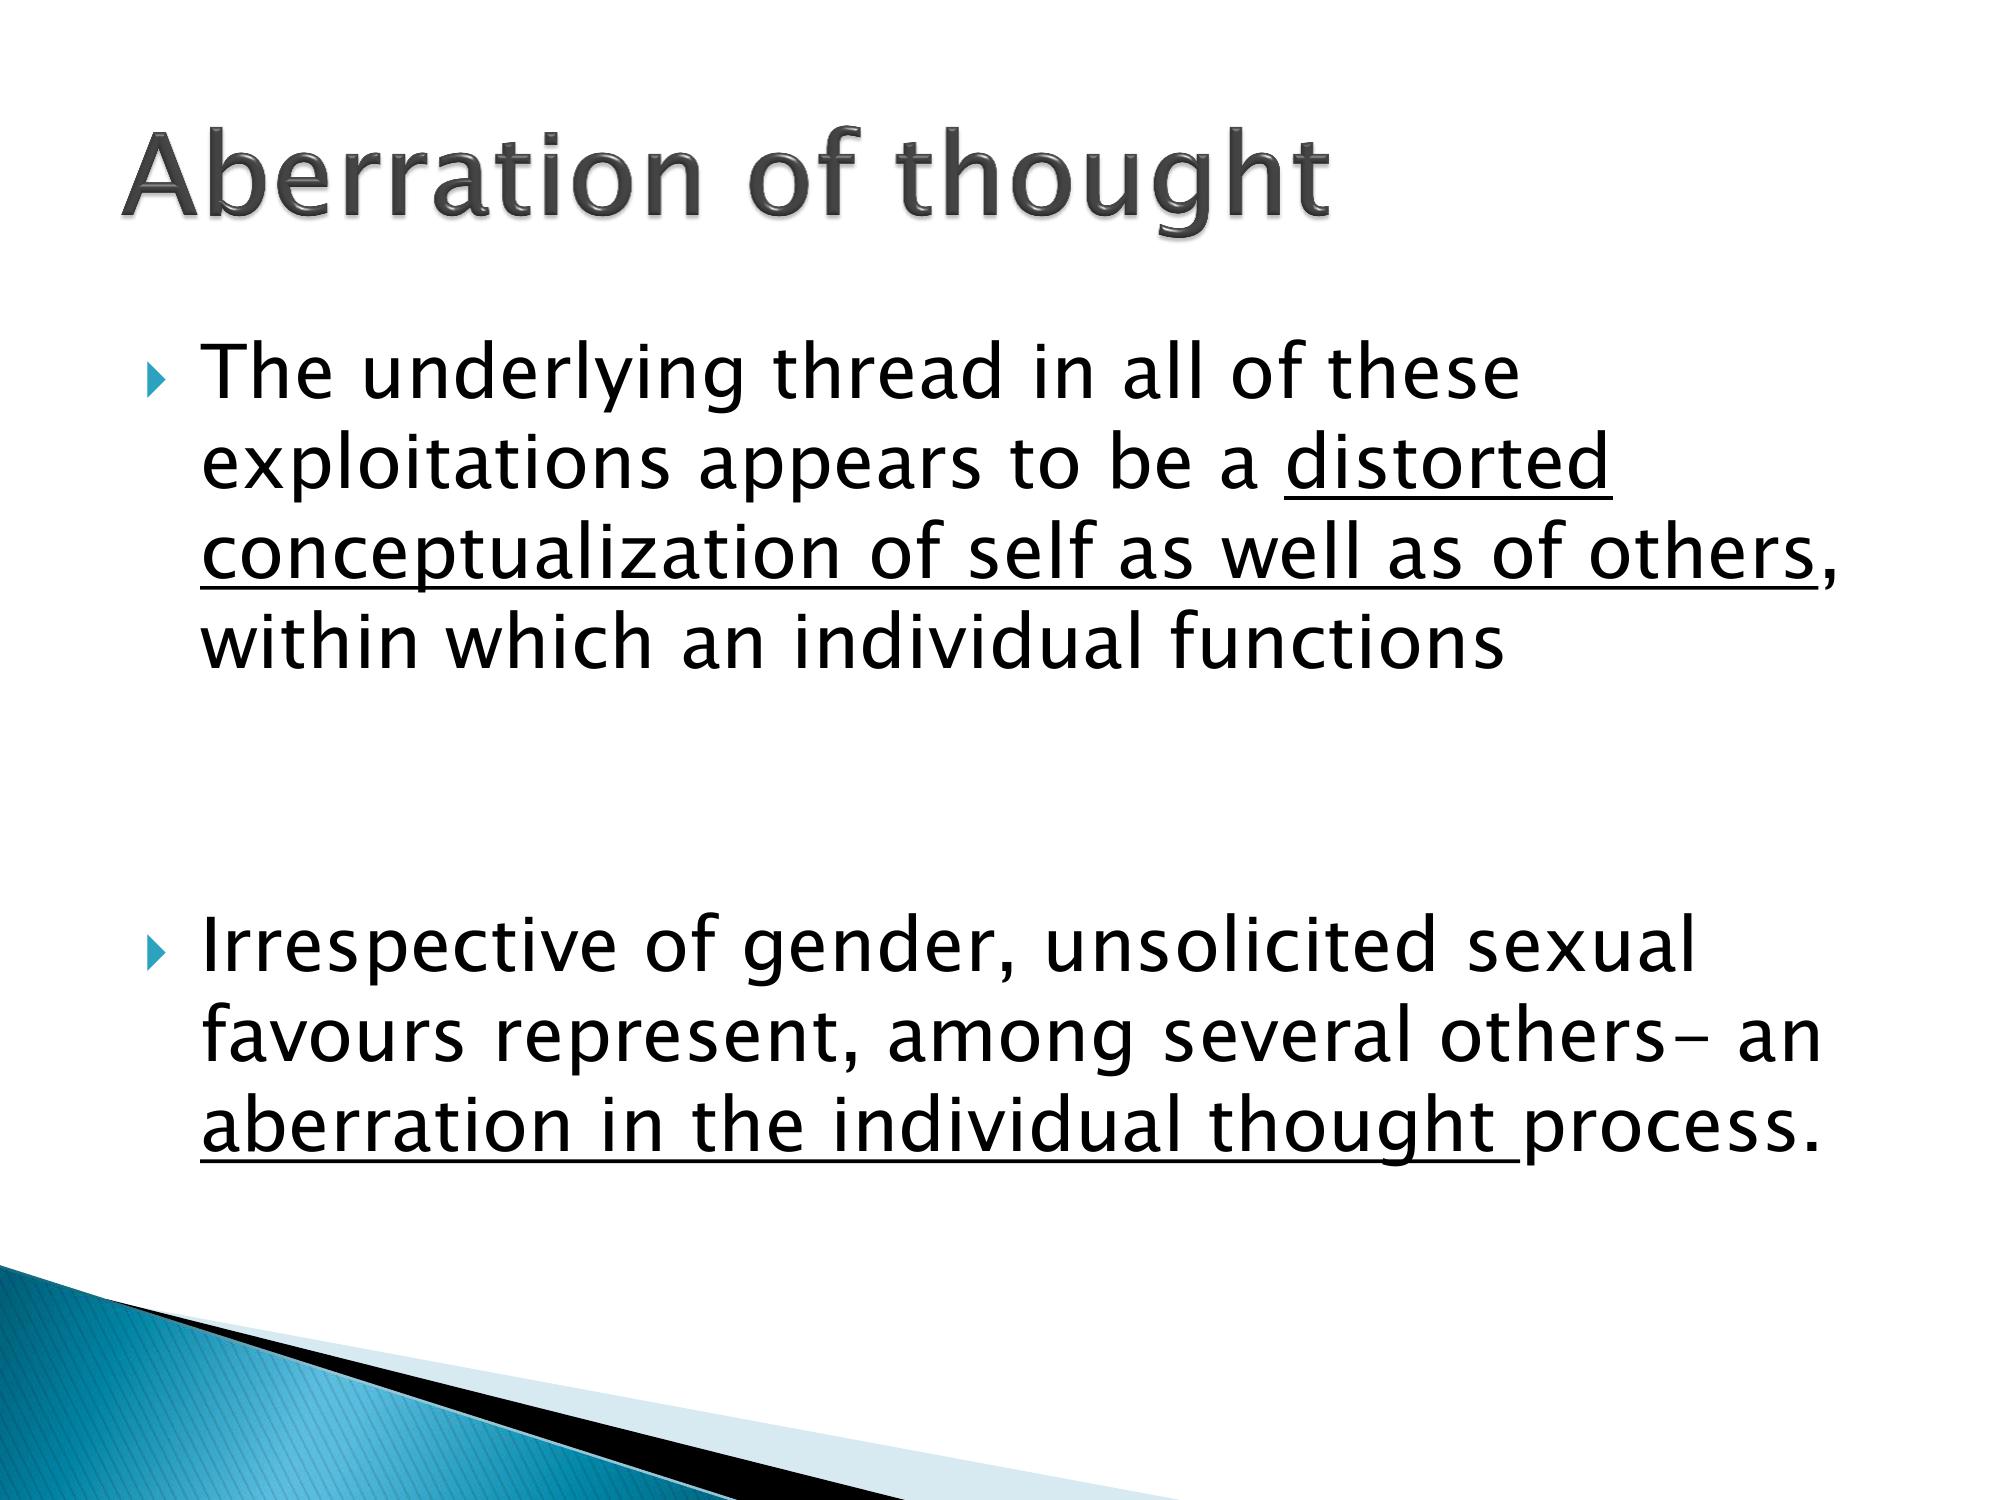 Aberration of thought
The underlying thread in all of these
exploitations appears to be a distorted
conceptualization of self as well as of others,
within which an individual functions
Irrespective of gender, unsolicited sexual
favours represent, among several others– an
aberration in the individual thought process.